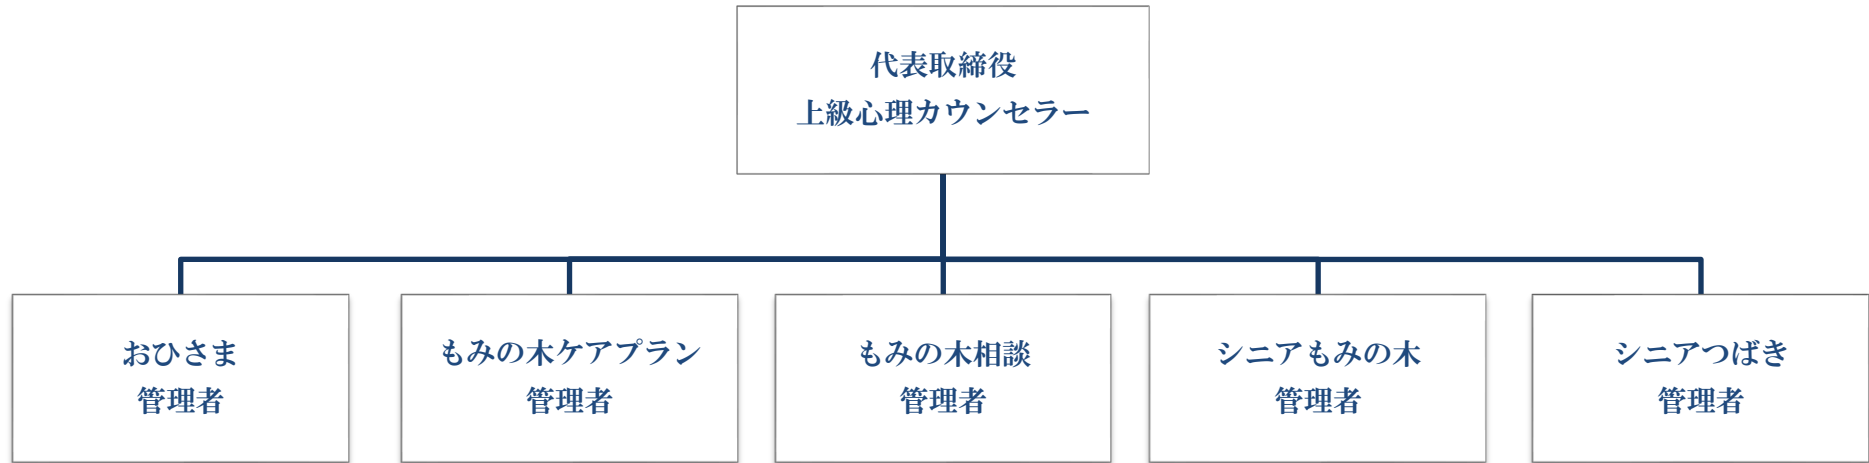 代表取締役
上級心理カウンセラー
おひさま
管理者
もみの木ケアプラン
管理者
もみの木相談
管理者
シニアもみの木
管理者
シニアつばき
管理者